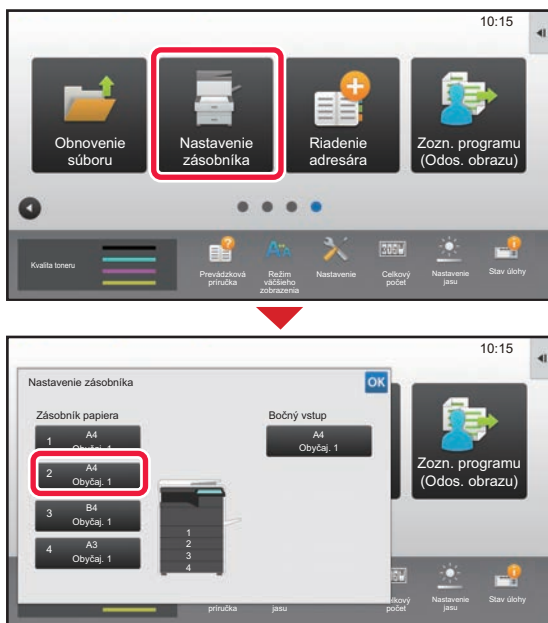 10:15
Obnovenie
súboru
Nastavenie
zásobníka
Riadenie
adresára
Zozn. programu
(Odos. obrazu)
Kvalita toneru
Prevádzková
príručka
Režim
väčšieho
zobrazenia
Nastavenie
Celkový
počet
Nastavenie
jasu
Stav úlohy
10:15
Nastavenie zásobníka
OK
Zásobník papiera
Bočný vstup
1 A4
Obyčaj. 1
A4
Obyčaj. 1
2 A4
Obyčaj. 1
3 B4
Obyčaj. 1
4 A3
Obyčaj. 1
1
2
3
4
Zozn. programu
(Odos. obrazu)
príručka
jasu
počet
Nastavenie
jasu
Stav úlohy